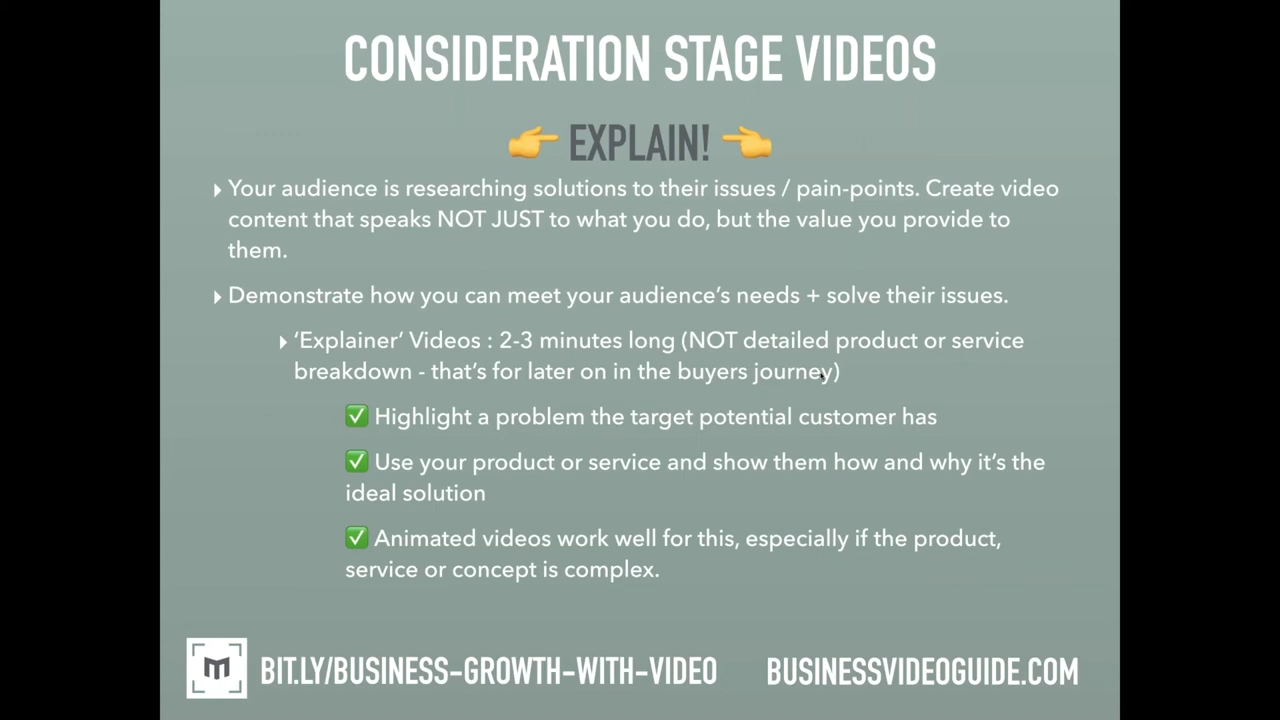 CONSIDERATION STAGE VIDEOS
👉 EXPLAIN! 👈
Your audience is researching solutions to their issues / pain-points. Create video
content that speaks NOT JUST to what you do, but the value you provide to
them.
Demonstrate how you can meet your audience’s needs + solve their issues.
‘Explainer’ Videos : 2-3 minutes long (NOT detailed product or service
breakdown - that’s for later on in the buyers journey)
✅ Highlight a problem the target potential customer has
✅ Use your product or service and show them how and why it’s the
ideal solution
✅ Animated videos work well for this, especially if the product,
service or concept is complex.
m BIT.LY/BUSINESS-GROWTH-WITH-VIDEO BUSINESSVIDEOGUIDE.COM